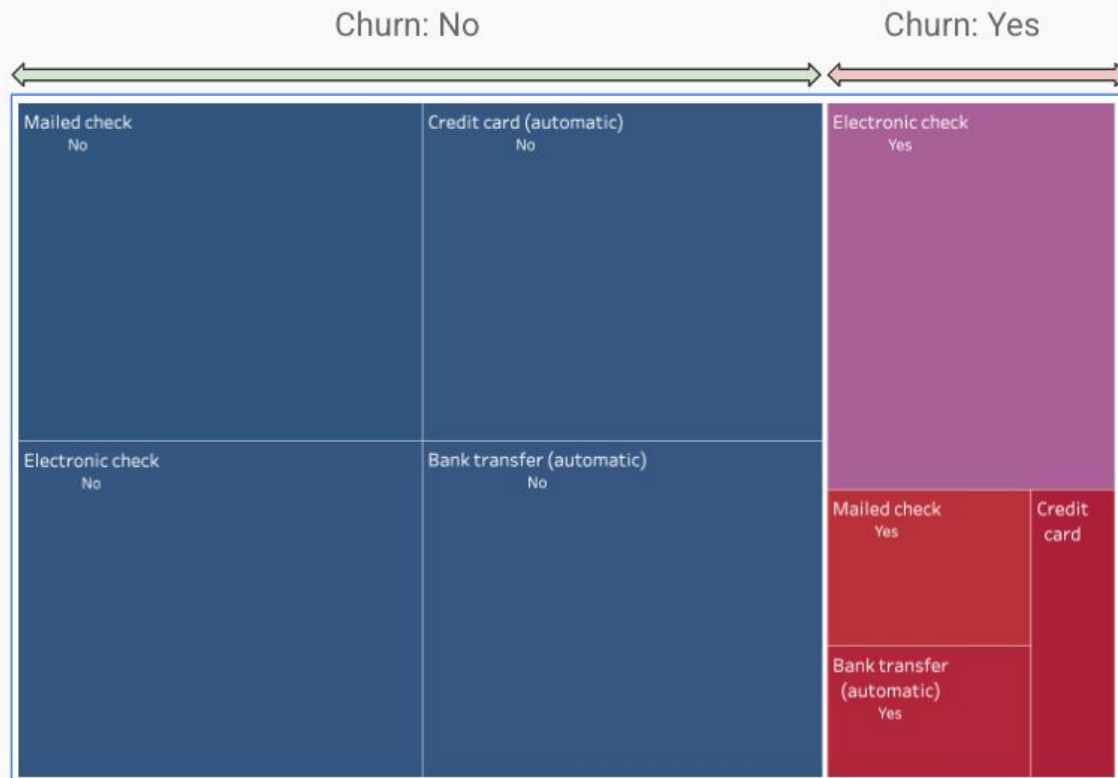 Churn: No
Churn: Yes
Mailed check
No
Credit card (automatic)
No
Electronic check
Yes
Electronic check
No
Bank transfer (automatic)
No
Mailed check
Yes
Credit
card
Bank transfer
(automatic)
Yes